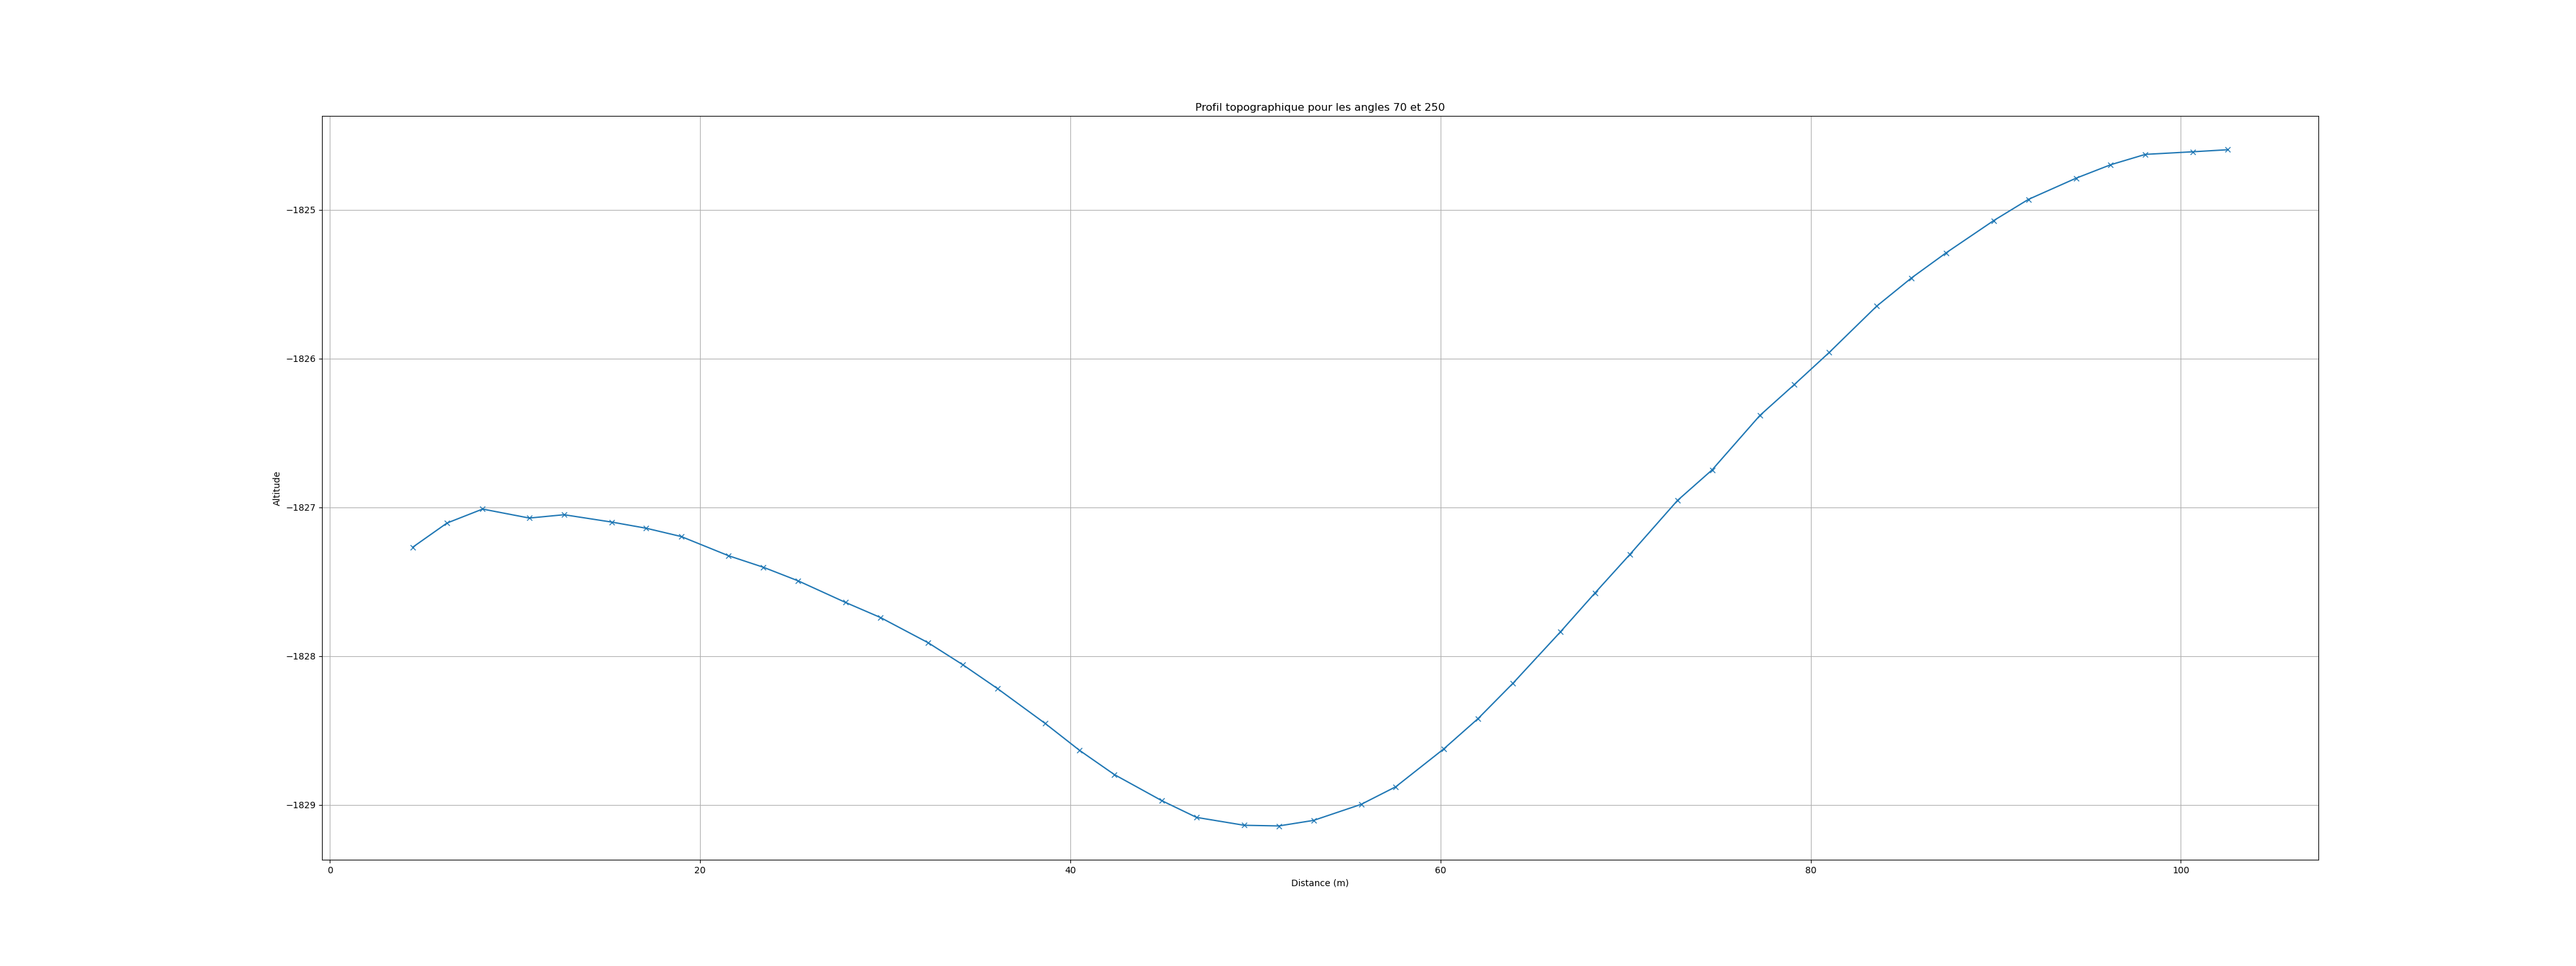 Profil topographique pour les angles 70 et 250
Altitude
−1825
−1826
−1827
−1828
−1829
0 20 40 60 80 100
Distance (m)